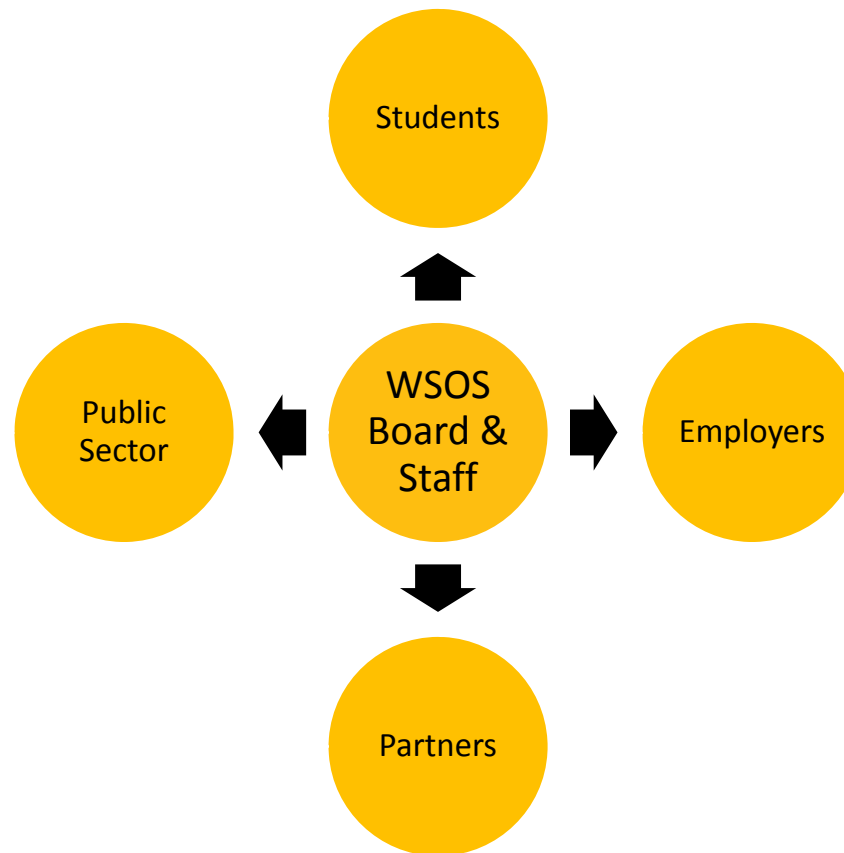 Students
Public
Sector
WSOS
Board &
Staff
Employers
Partners